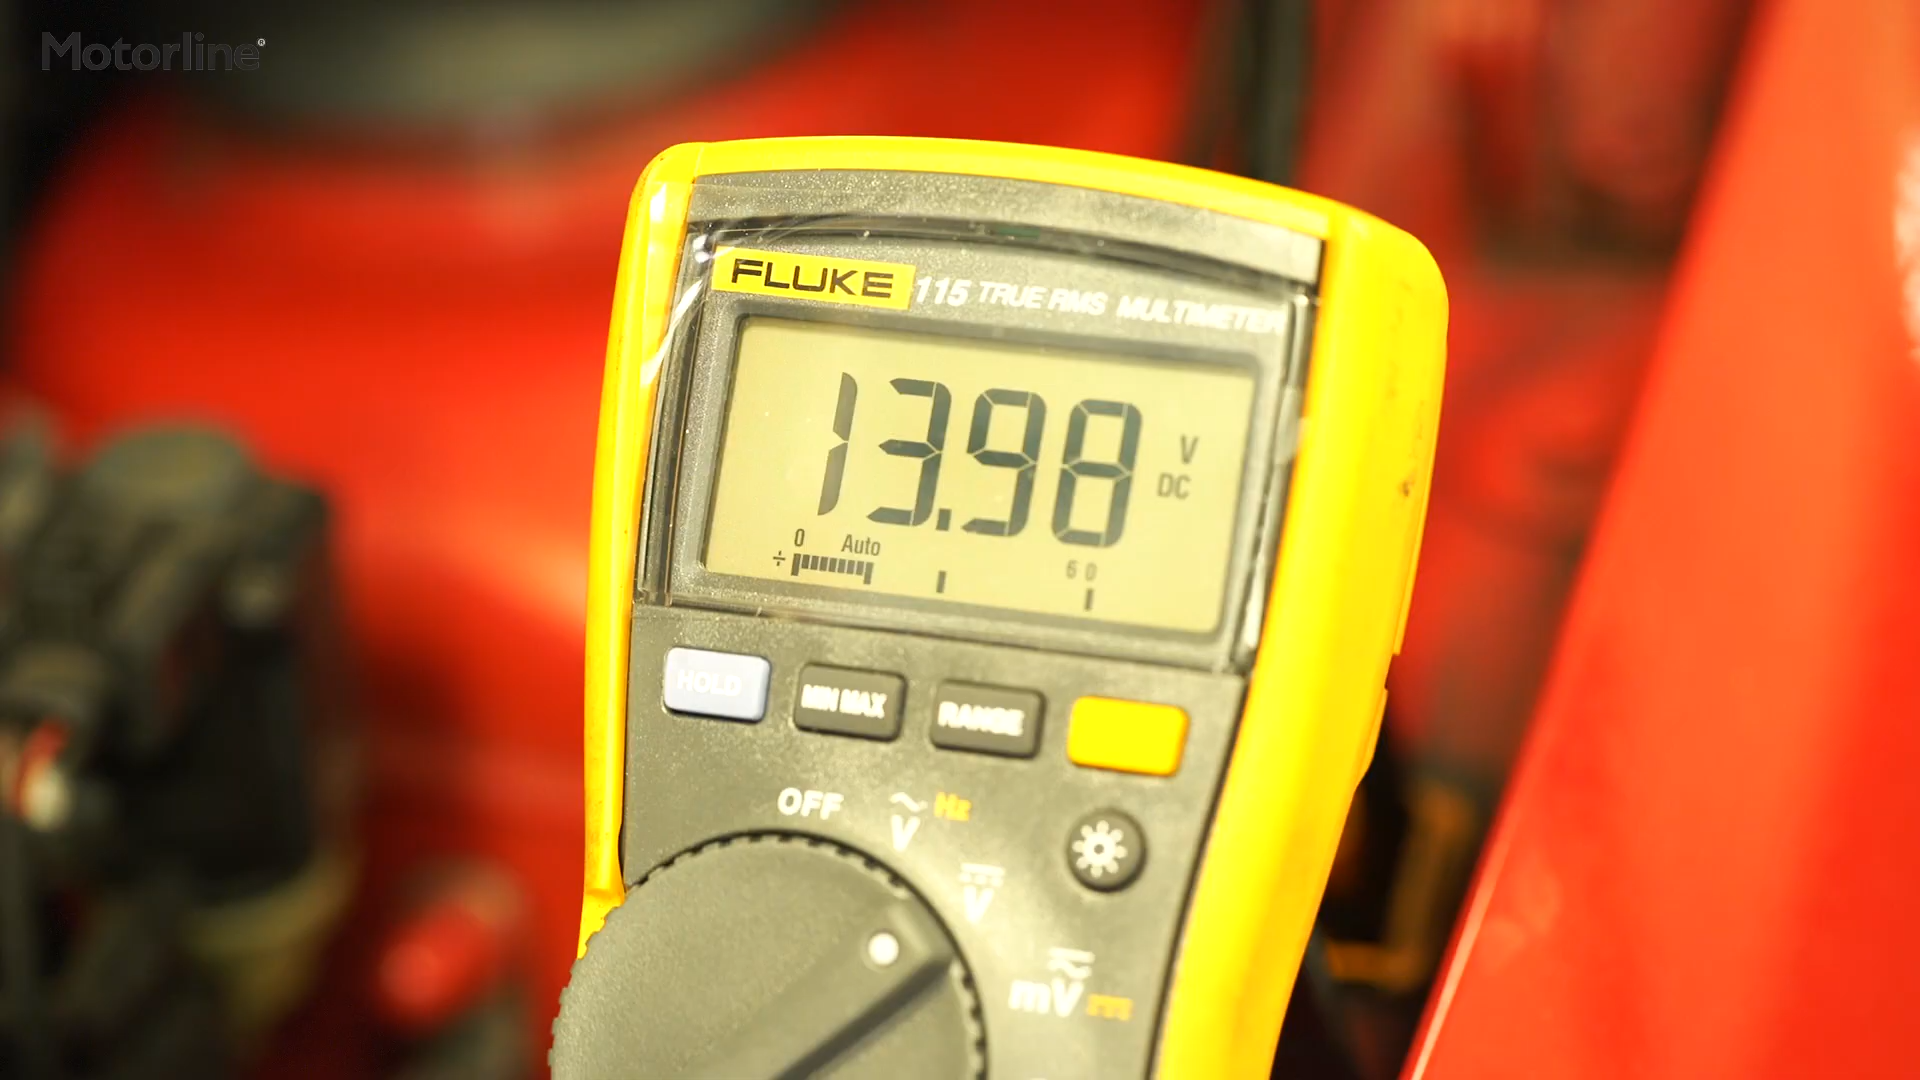 Motorline®
FLUKE 115 TRUE RMS MULTIMETER
13.98 V DC
0 Auto 60
HOLD MIN MAX RANGE
OFF V Hz
V
mV